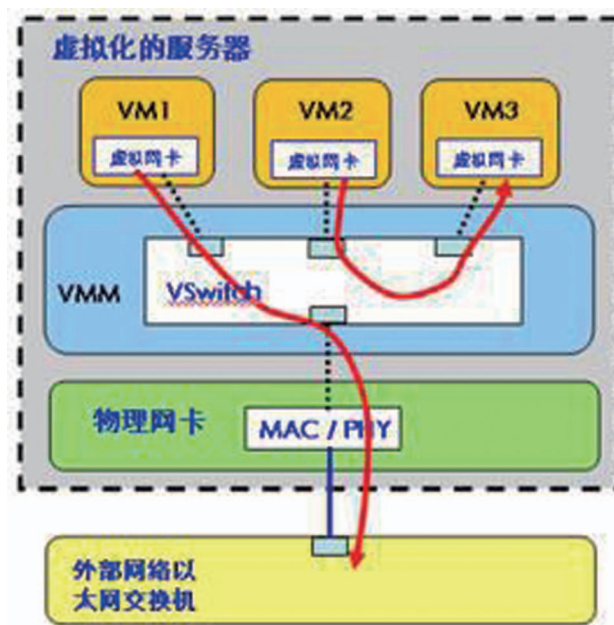 虚拟化的服务器
VM1
VM2
VM3
虚拟网卡
虚拟网卡
虚拟网卡
VMM
VSwitch
物理网卡
MAC / PHY
外部网络以
太网交换机